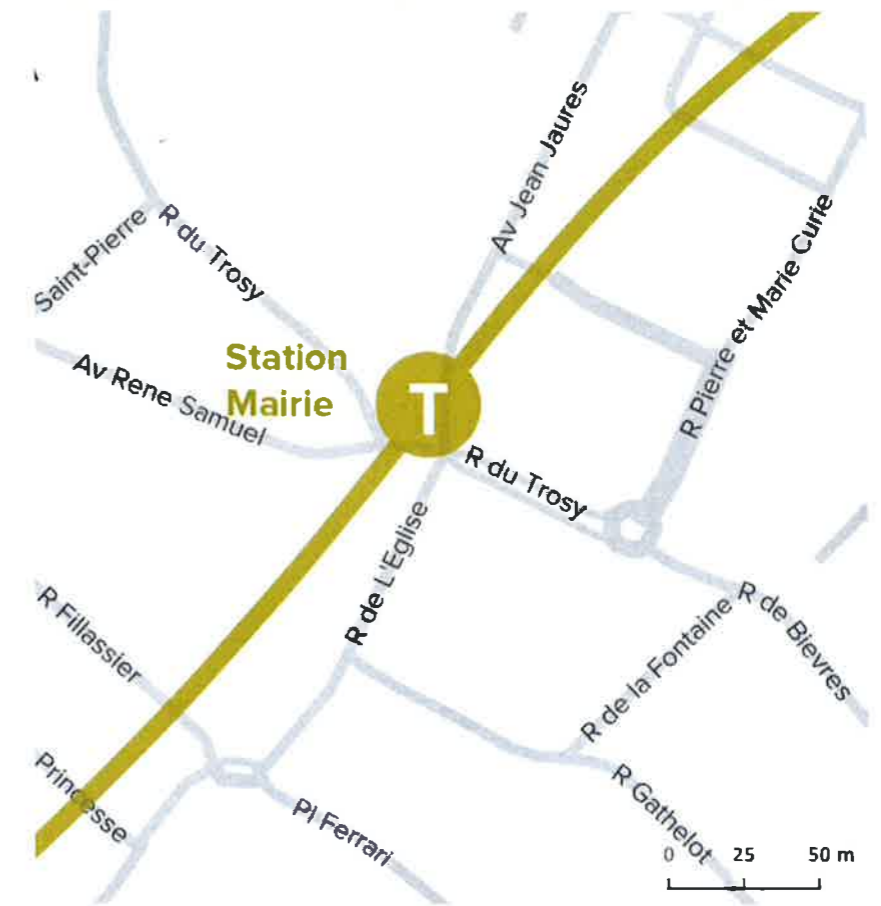 Av Jean Jaures
R du Trosy
Saint-Pierre
R Pierre et Marie Curie
Station
Mairie
Av Rene Samuel
T
R du Trosy
R de L'Eglise
R Fillassier
R de la Fontaine
R de Bievres
Princesse
Pl Ferrari
R Gathelot
0 25 50 m